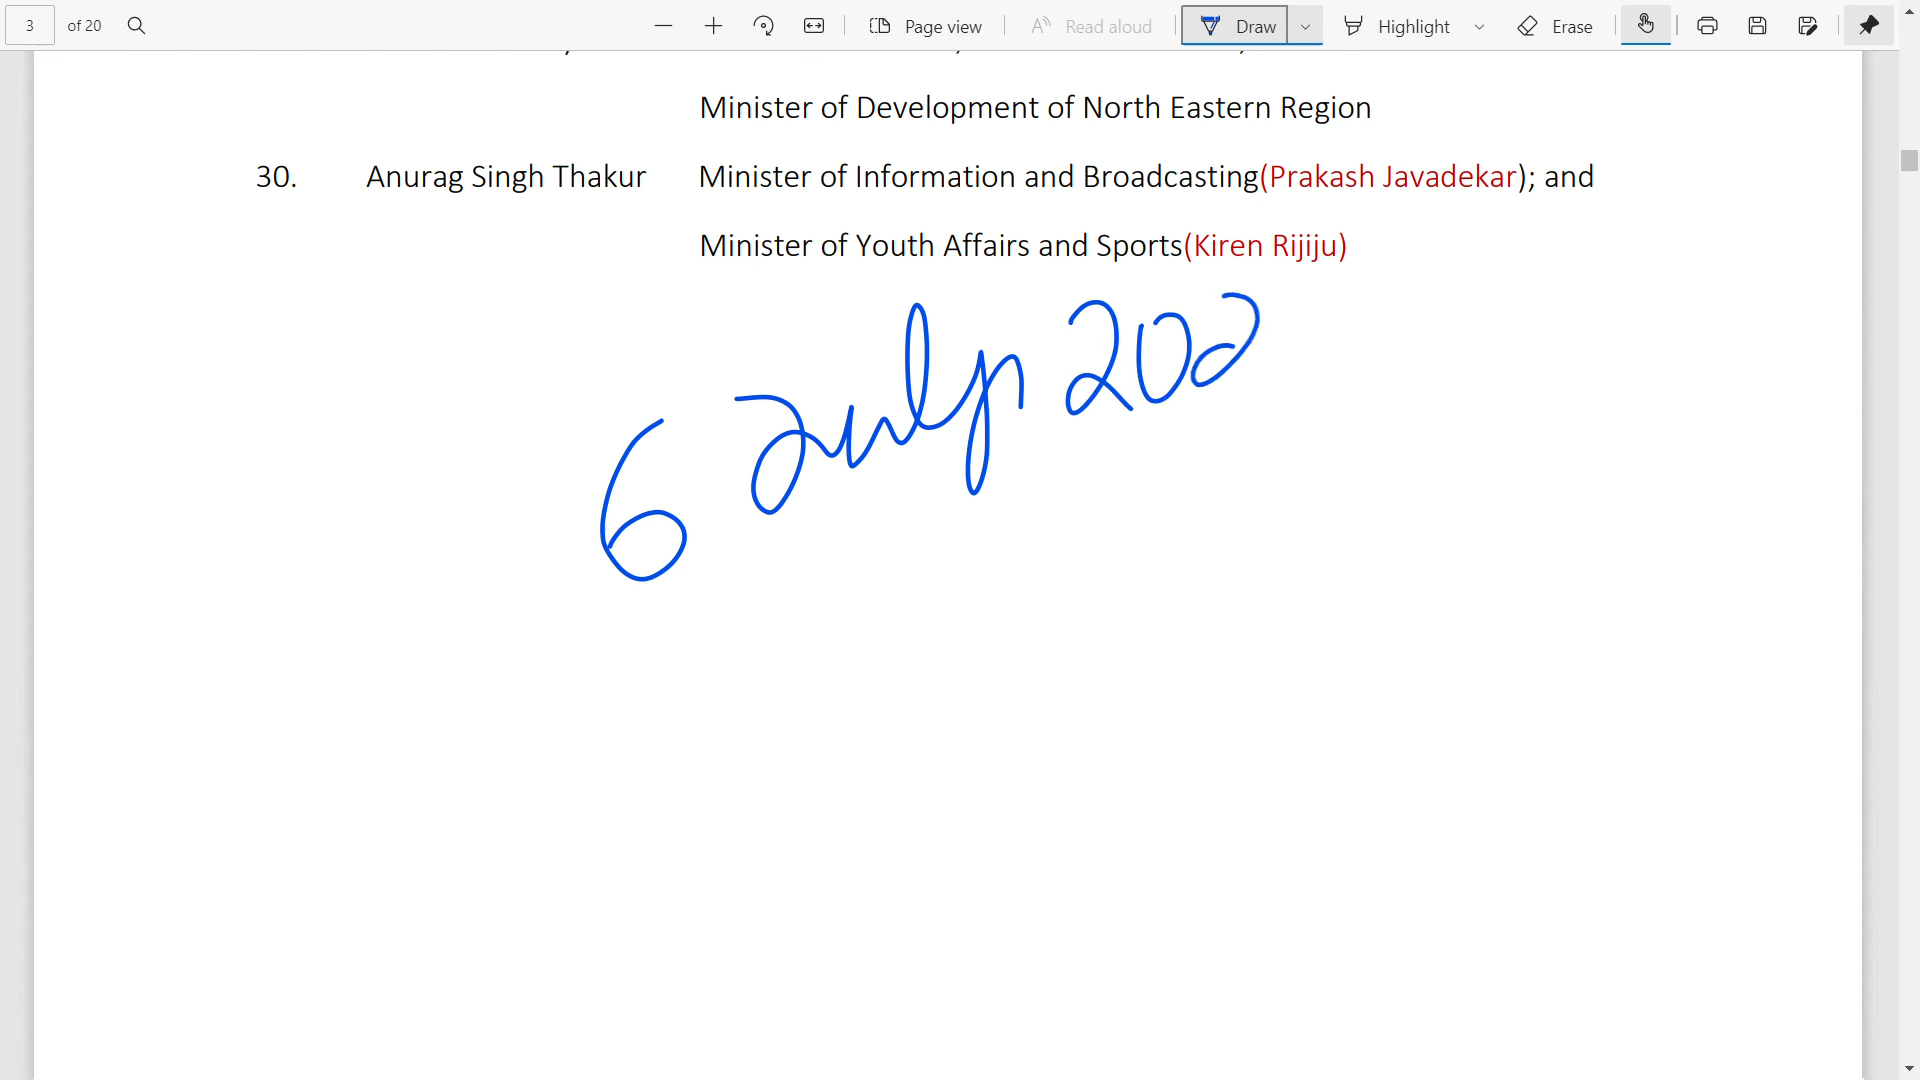 3 of 20 Page view Read aloud Draw Highlight Erase
Minister of Development of North Eastern Region
30. Anurag Singh Thakur Minister of Information and Broadcasting(Prakash Javadekar); and
Minister of Youth Affairs and Sports(Kiren Rijiju)
6 July 202